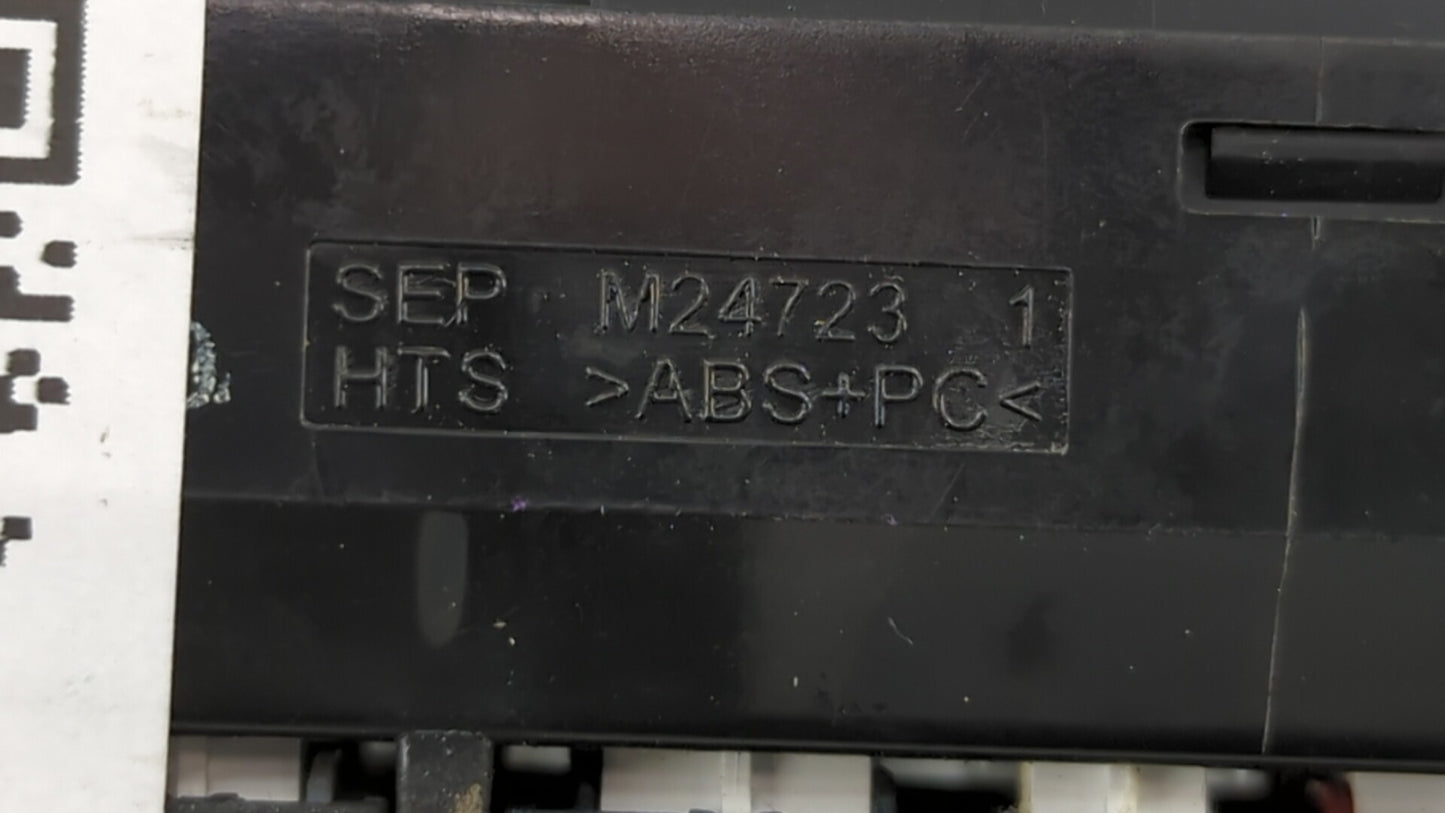 SEP M24723 1
HTS >ABS+PC<